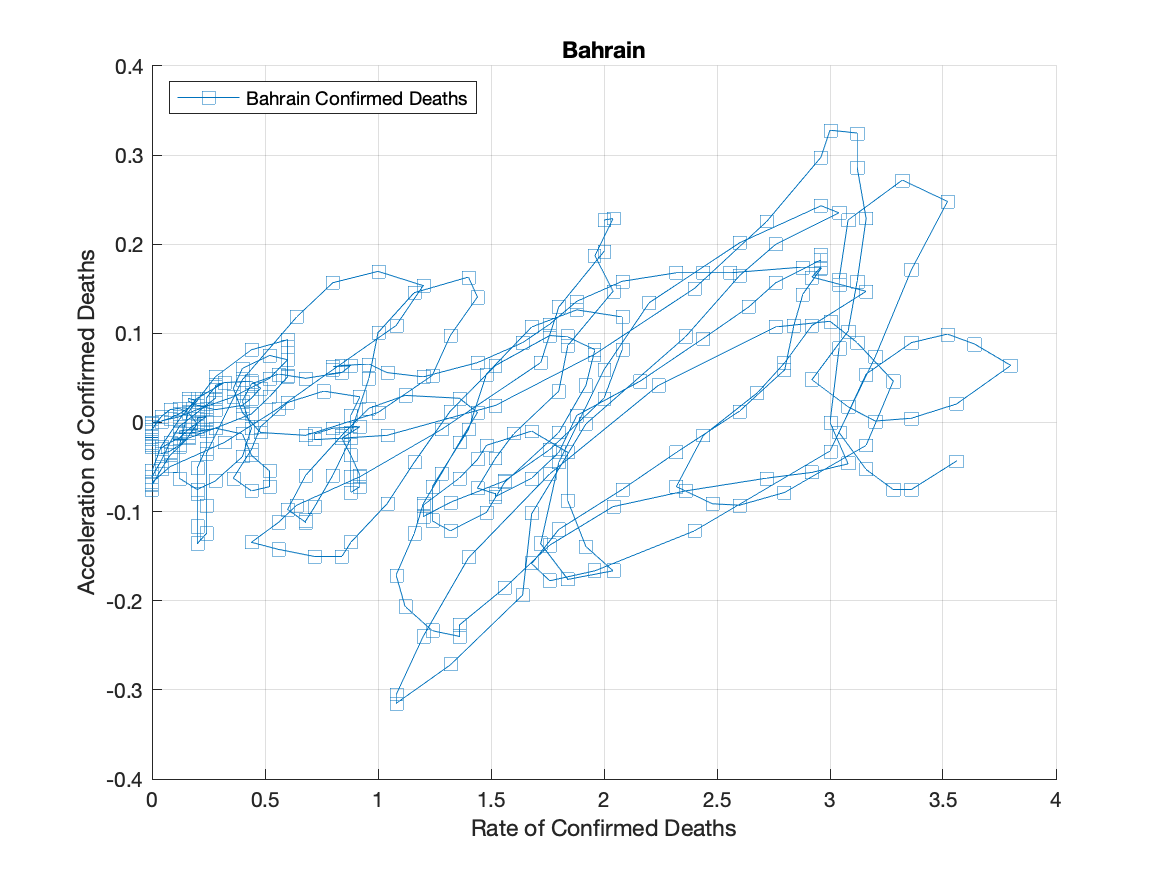 Bahrain
Bahrain Confirmed Deaths
0.4
0.3
0.2
0.1
0
-0.1
-0.2
-0.3
-0.4
Acceleration of Confirmed Deaths
0 0.5 1 1.5 2 2.5 3 3.5 4
Rate of Confirmed Deaths